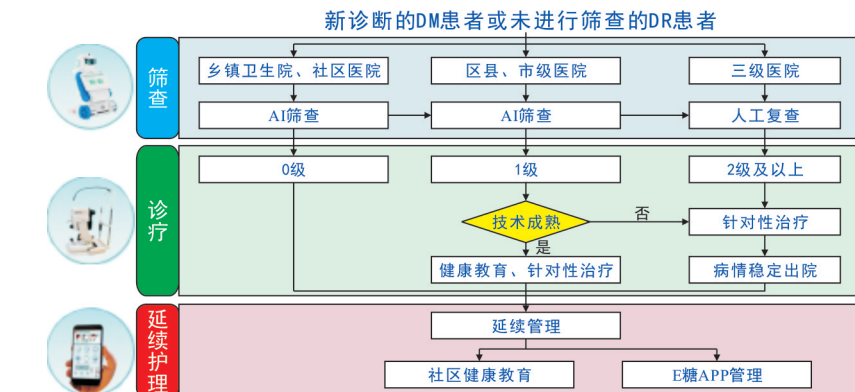 新诊断的DM患者或未进行筛查的DR患者
筛查
乡镇卫生院、社区医院
区县、市级医院
三级医院
AI筛查
AI筛查
人工复查
诊疗
0级
1级
2级及以上
技术成熟
否
针对性治疗
是
健康教育、针对性治疗
病情稳定出院
延续护理
延续管理
社区健康教育
E糖APP管理